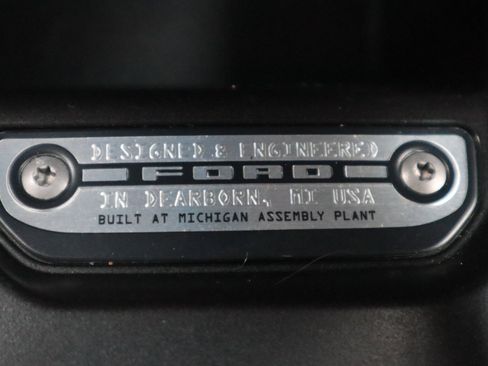 DESIGNED & ENGINEERED
FORD
IN DEARBORN, MI USA
BUILT AT MICHIGAN ASSEMBLY PLANT